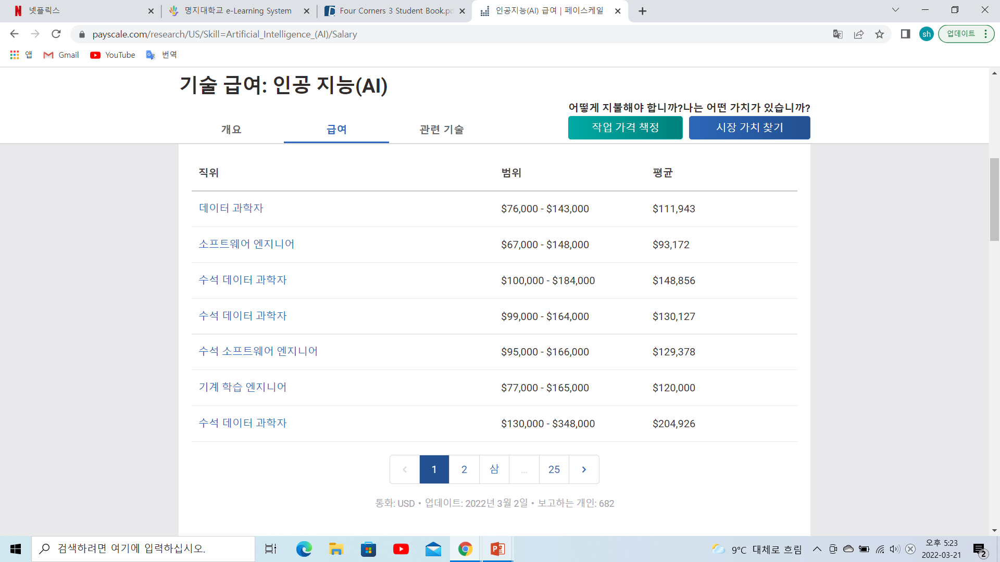 넷플릭스
명지대학교 e-Learning System
Four Corners 3 Student Book.pd
인공지능(AI) 급여 | 페이스케일
payscale.com/research/US/Skill=Artificial_Intelligence_(AI)/Salary
sh
업데이트
앱
Gmail
YouTube
번역
기술 급여: 인공 지능(AI)
어떻게 지불해야 합니까?나는 어떤 가치가 있습니까?
개요 급여 관련 기술 작업 가격 책정 시장 가치 찾기
직위 범위 평균
데이터 과학자 $76,000 - $143,000 $111,943
소프트웨어 엔지니어 $67,000 - $148,000 $93,172
수석 데이터 과학자 $100,000 - $184,000 $148,856
수석 데이터 과학자 $99,000 - $164,000 $130,127
수석 소프트웨어 엔지니어 $95,000 - $166,000 $129,378
기계 학습 엔지니어 $77,000 - $165,000 $120,000
수석 데이터 과학자 $130,000 - $348,000 $204,926
‹ 1 2 삼 ... 25 ›
통화: USD • 업데이트: 2022년 3월 2일 • 보고하는 개인: 682
검색하려면 여기에 입력하십시오.
9°C 대체로 흐림
오후 5:23
2022-03-21
2